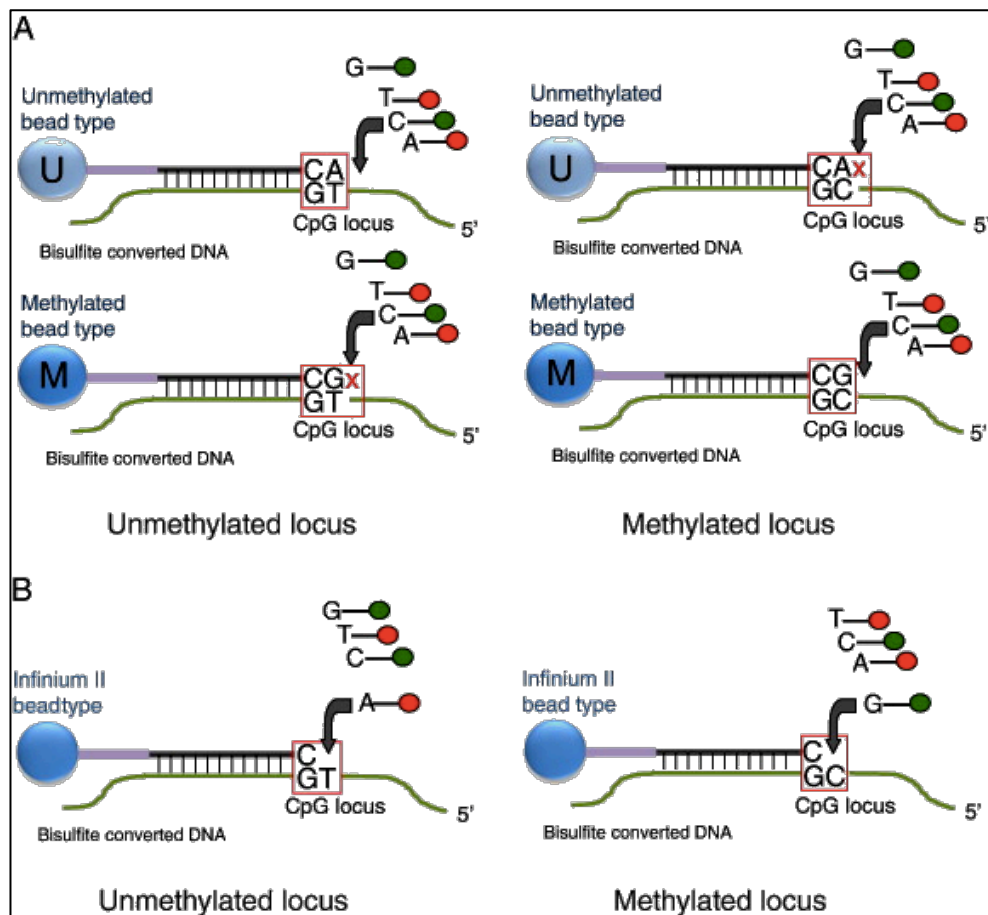 A
G
T
C
A
Unmethylated
bead type
U
CA
GT
CpG locus
5'
Bisulfite converted DNA
G
T
C
A
Unmethylated
bead type
U
CAx
GC
CpG locus
5'
Bisulfite converted DNA
G
T
C
A
Methylated
bead type
M
CGx
GT
CpG locus
5'
Bisulfite converted DNA
G
T
C
A
Methylated
bead type
M
CG
GC
CpG locus
5'
Bisulfite converted DNA
Unmethylated locus
Methylated locus
B
G
T
C
Infinium II
beadtype
A
C
GT
CpG locus
5'
Bisulfite converted DNA
T
C
A
Infinium II
bead type
G
C
GC
CpG locus
5'
Bisulfite converted DNA
Unmethylated locus
Methylated locus